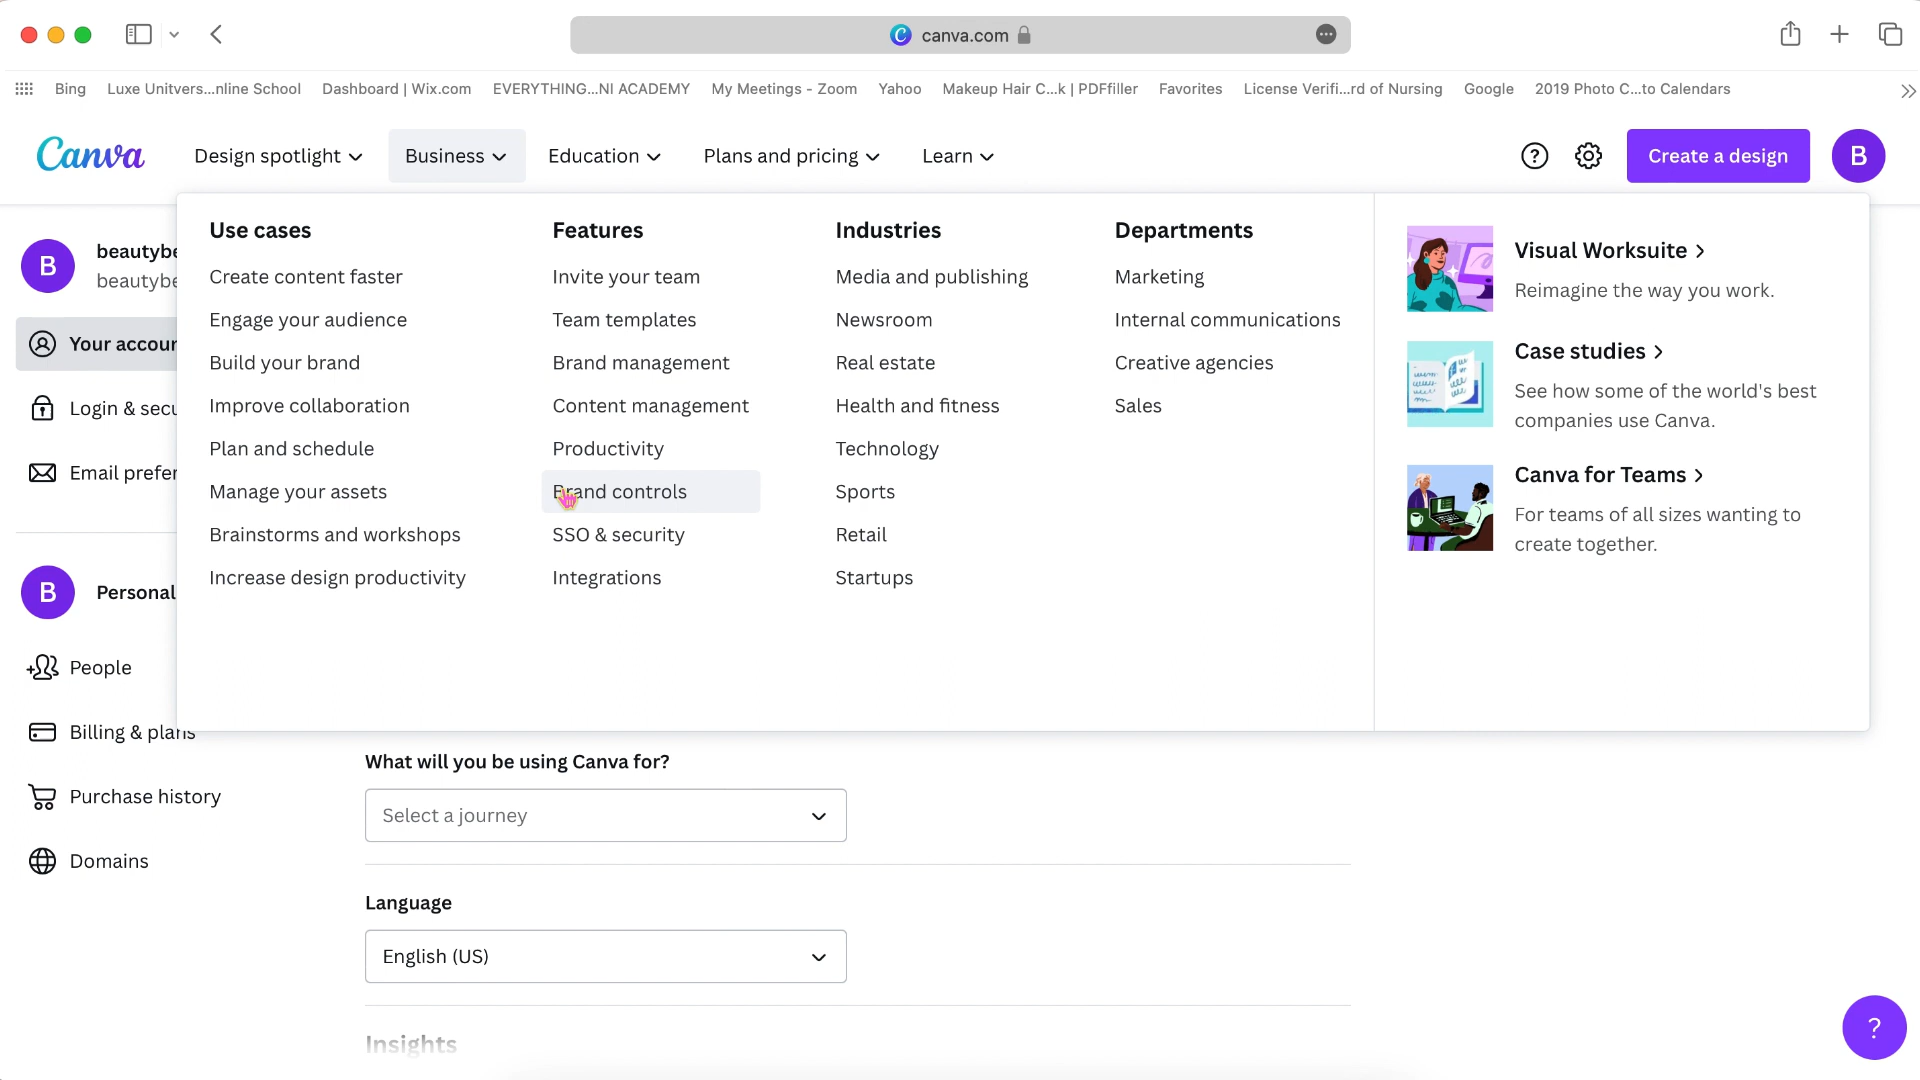 canva.com
Bing
Luxe Unitvers...nline School
Dashboard | Wix.com
EVERYTHING...NI ACADEMY
My Meetings - Zoom
Yahoo
Makeup Hair C...k | PDFfiller
Favorites
License Verifi...rd of Nursing
Google
2019 Photo C...to Calendars
Canva
Design spotlight
Business
Education
Plans and pricing
Learn
Create a design
B
B
beautybe
beautybe
Your accoun
Login & secu
Email prefer
B
Personal
People
Billing & plans
Purchase history
Domains
Use cases
Create content faster
Engage your audience
Build your brand
Improve collaboration
Plan and schedule
Manage your assets
Brainstorms and workshops
Increase design productivity
Features
Invite your team
Team templates
Brand management
Content management
Productivity
Brand controls
SSO & security
Integrations
Industries
Media and publishing
Newsroom
Real estate
Health and fitness
Technology
Sports
Retail
Startups
Departments
Marketing
Internal communications
Creative agencies
Sales
Visual Worksuite
Reimagine the way you work.
Case studies
See how some of the world's best
companies use Canva.
Canva for Teams
For teams of all sizes wanting to
create together.
What will you be using Canva for?
Select a journey
Language
English (US)
Insights
?